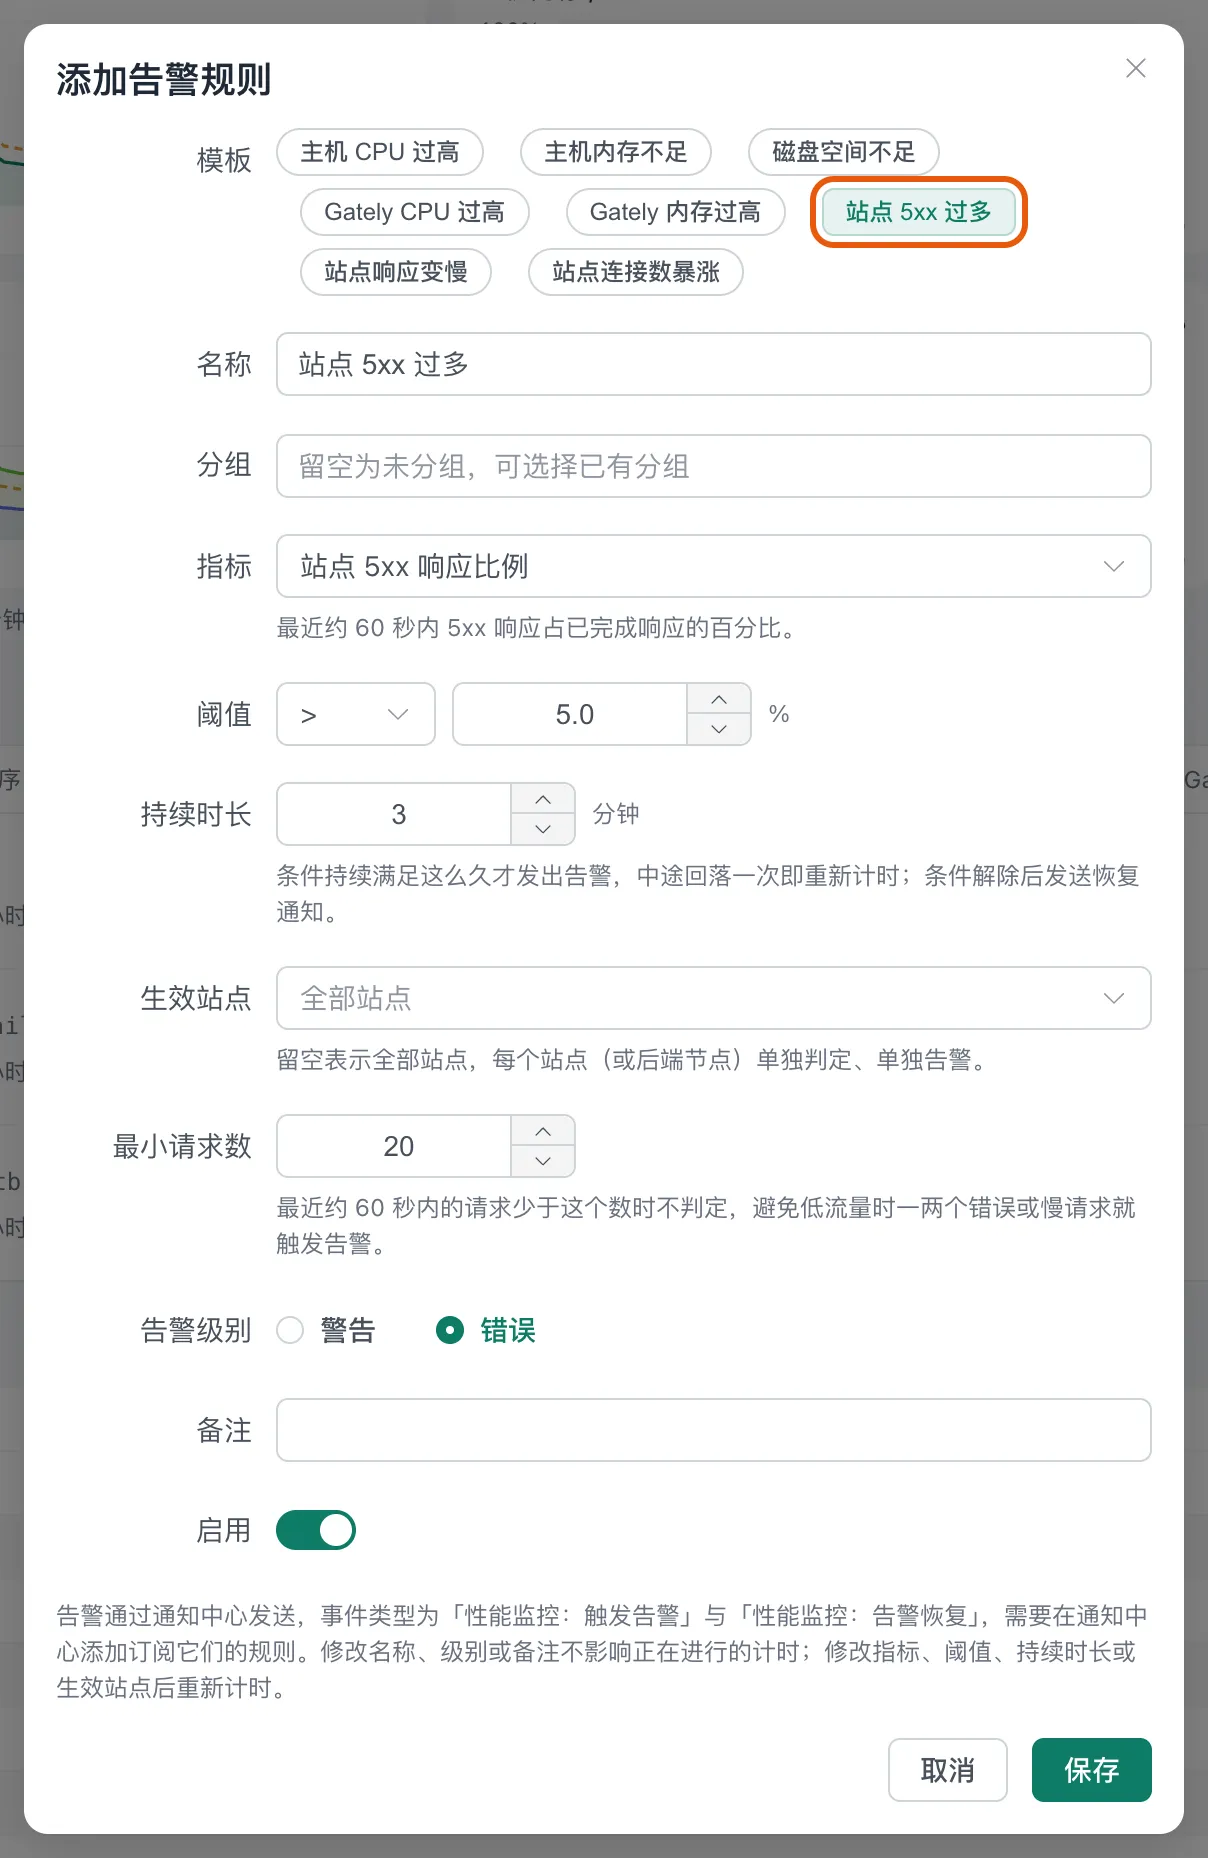 添加告警规则
模板
主机 CPU 过高
主机内存不足
磁盘空间不足
Gately CPU 过高
Gately 内存过高
站点 5xx 过多
站点响应变慢
站点连接数暴涨
名称
站点 5xx 过多
分组
留空为未分组，可选择已有分组
指标
站点 5xx 响应比例
最近约 60 秒内 5xx 响应占已完成响应的百分比。
阈值
>
5.0
%
持续时长
3
分钟
条件持续满足这么久才发出告警，中途回落一次即重新计时；条件解除后发送恢复
通知。
生效站点
全部站点
留空表示全部站点，每个站点（或后端节点）单独判定、单独告警。
最小请求数
20
最近约 60 秒内的请求少于这个数时不判定，避免低流量时一两个错误或慢请求就
触发告警。
告警级别
警告
错误
备注
启用
告警通过通知中心发送，事件类型为「性能监控：触发告警」与「性能监控：告警恢复」，需要在通知中
心添加订阅它们的规则。修改名称、级别或备注不影响正在进行的计时；修改指标、阈值、持续时长或
生效站点后重新计时。
取消
保存